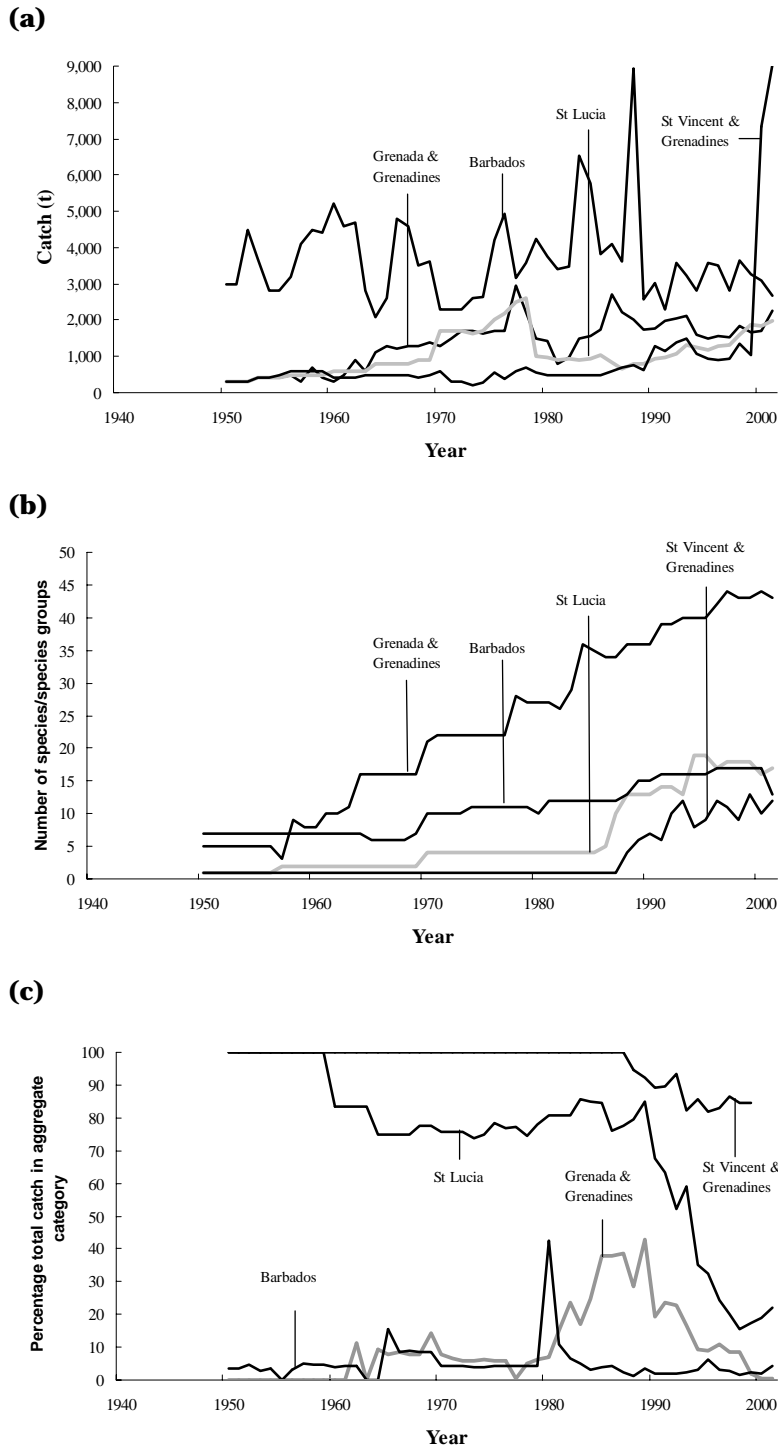 (a)
9,000
8,000
7,000
6,000
5,000
4,000
3,000
2,000
1,000
0
Catch (t)
Grenada &
Grenadines
Barbados
St Lucia
St Vincent &
Grenadines
1940 1950 1960 1970 1980 1990 2000
Year
(b)
50
45
40
35
30
25
20
15
10
5
0
Number of species/species groups
Grenada &
Grenadines
Barbados
St Lucia
St Vincent &
Grenadines
1940 1950 1960 1970 1980 1990 2000
Year
(c)
100
90
80
70
60
50
40
30
20
10
0
Percentage total catch in aggregate
category
Barbados
St Lucia
Grenada &
Grenadines
St Vincent &
Grenadines
1940 1950 1960 1970 1980 1990 2000
Year